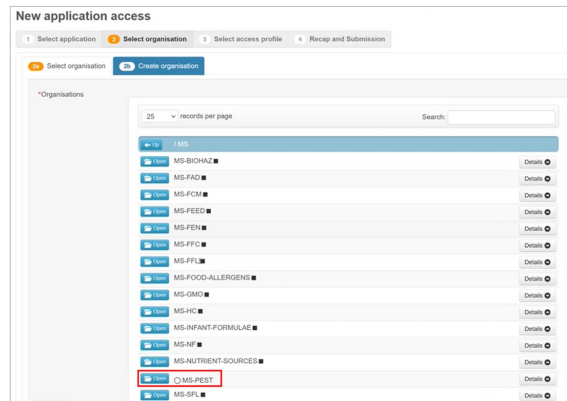 New application access
1 Select application 2 Select organisation 3 Select access profile 4 Recap and Submission
2a Select organisation 2b Create organisation
*Organisations
25 records per page Search:
Up / MS
Open MS-BIOHAZ Details
Open MS-FAD Details
Open MS-FCM Details
Open MS-FEED Details
Open MS-FEN Details
Open MS-FFC Details
Open MS-FFL Details
Open MS-FOOD-ALLERGENS Details
Open MS-GMO Details
Open MS-HC Details
Open MS-INFANT-FORMULAE Details
Open MS-NF Details
Open MS-NUTRIENT-SOURCES Details
Open MS-PEST Details
Open MS-SFL Details